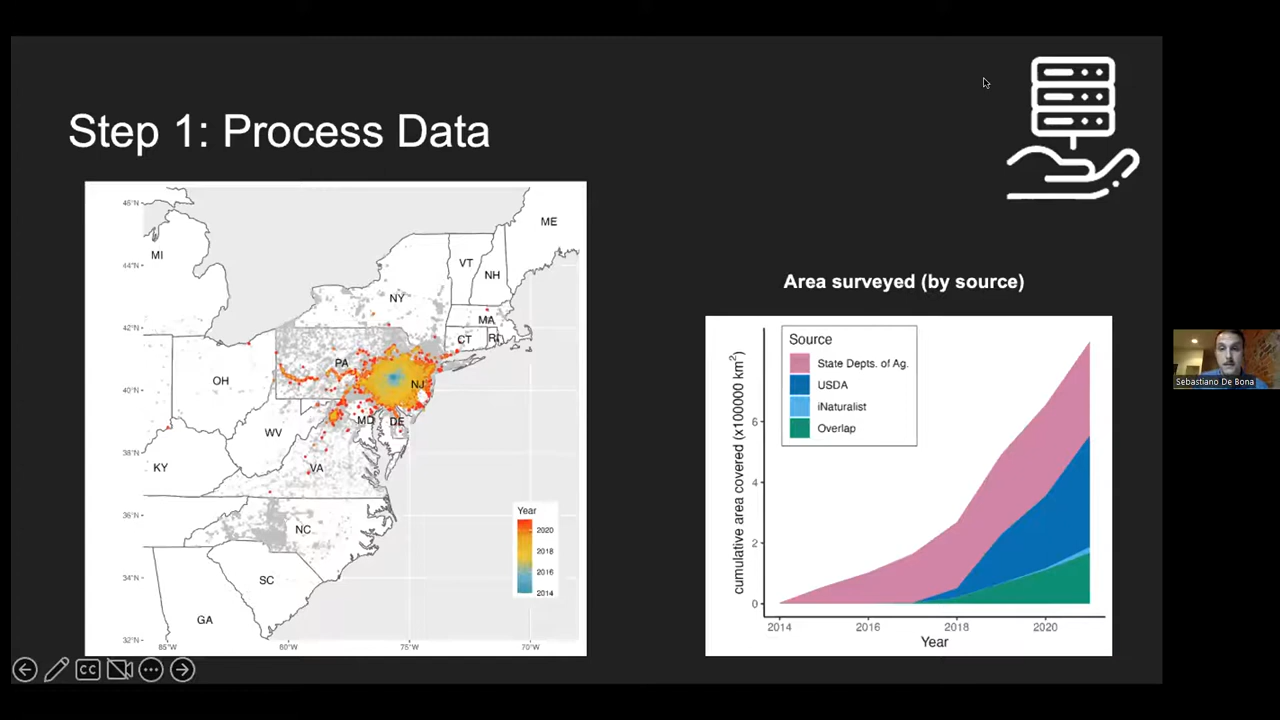 Step 1: Process Data
46°N
44°N
42°N
40°N
38°N
36°N
34°N
32°N
85°W
80°W
75°W
70°W
ME
MI
VT
NH
NY
MA
CT
RI
PA
OH
NJ
MD
DE
WV
KY
VA
NC
SC
GA
Year
2020
2018
2016
2014
Area surveyed (by source)
Source
State Depts. of Ag.
USDA
iNaturalist
Overlap
cumulative area covered (x100000 km²)
6
4
2
0
2014
2016
2018
2020
Year
CC
Sebastiano De Bona